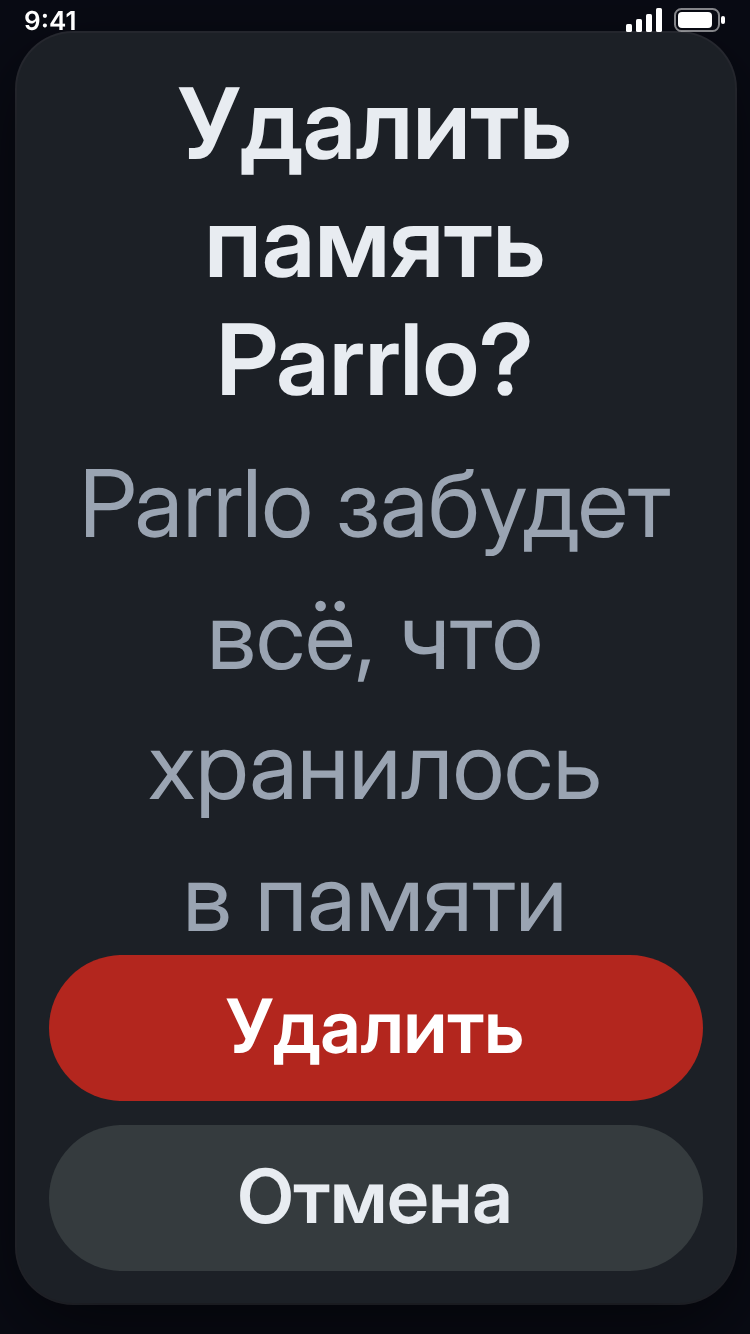 9:41
Удалить
память
Parrlo?
Parrlo забудет
всё, что
хранилось
в памяти
Удалить
Отмена